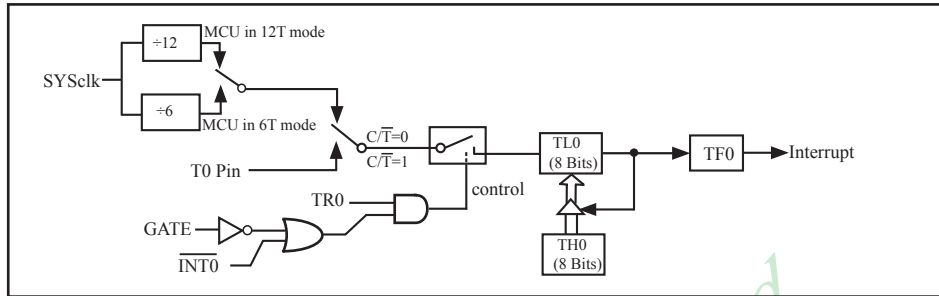 MCU in 12T mode
÷12
SYSclk
÷6
MCU in 6T mode
C/T̅=0
C/T̅=1
T0 Pin
TL0
(8 Bits)
TF0
Interrupt
control
TR0
GATE
I̅N̅T̅0̅
TH0
(8 Bits)
d